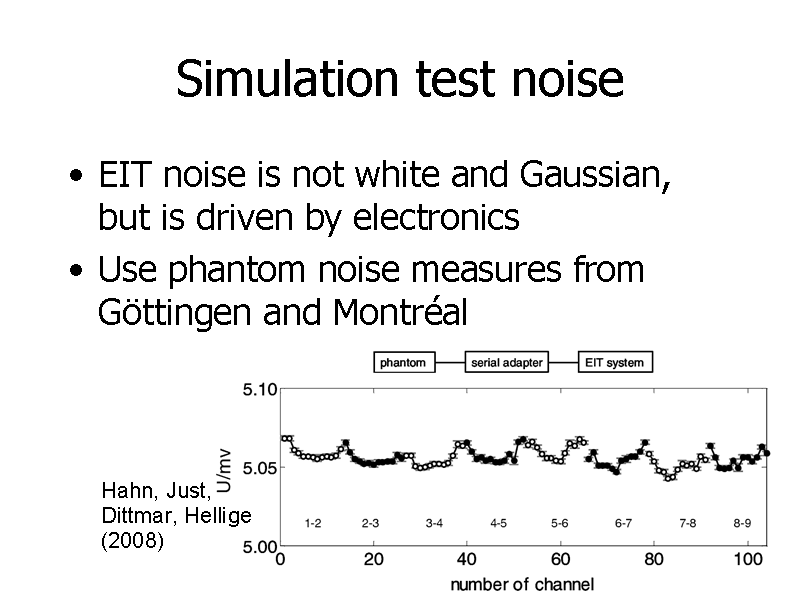 Simulation test noise
• EIT noise is not white and Gaussian,
but is driven by electronics
• Use phantom noise measures from
Göttingen and Montréal
phantom serial adapter EIT system
5.10
5.05
5.00
U/mv
Hahn, Just,
Dittmar, Hellige
(2008)
1-2 2-3 3-4 4-5 5-6 6-7 7-8 8-9
0 20 40 60 80 100
number of channel